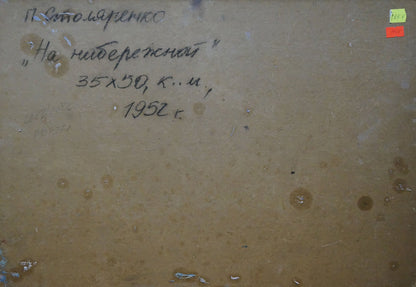 П. Столяренко
„На набережной"
35х50, к.м.,
1952 г.